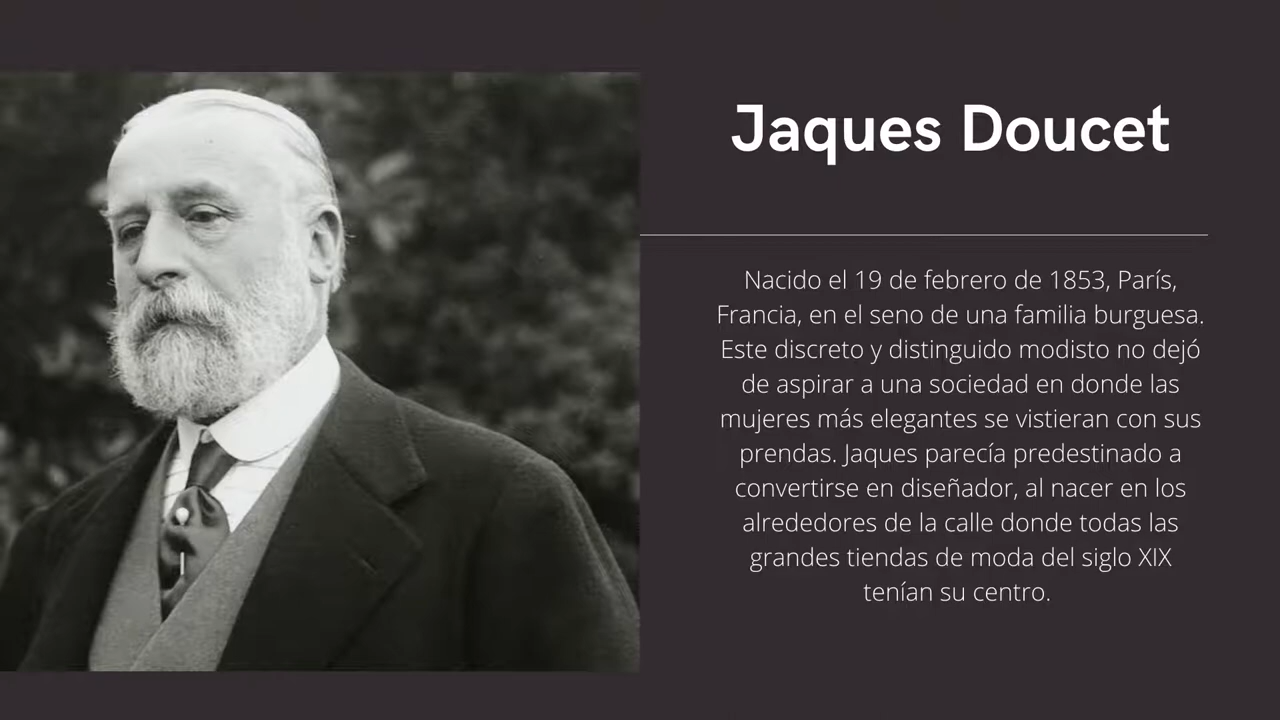 Jaques Doucet
Nacido el 19 de febrero de 1853, París,
Francia, en el seno de una familia burguesa.
Este discreto y distinguido modisto no dejó
de aspirar a una sociedad en donde las
mujeres más elegantes se vistieran con sus
prendas. Jaques parecía predestinado a
convertirse en diseñador, al nacer en los
alrededores de la calle donde todas las
grandes tiendas de moda del siglo XIX
tenían su centro.